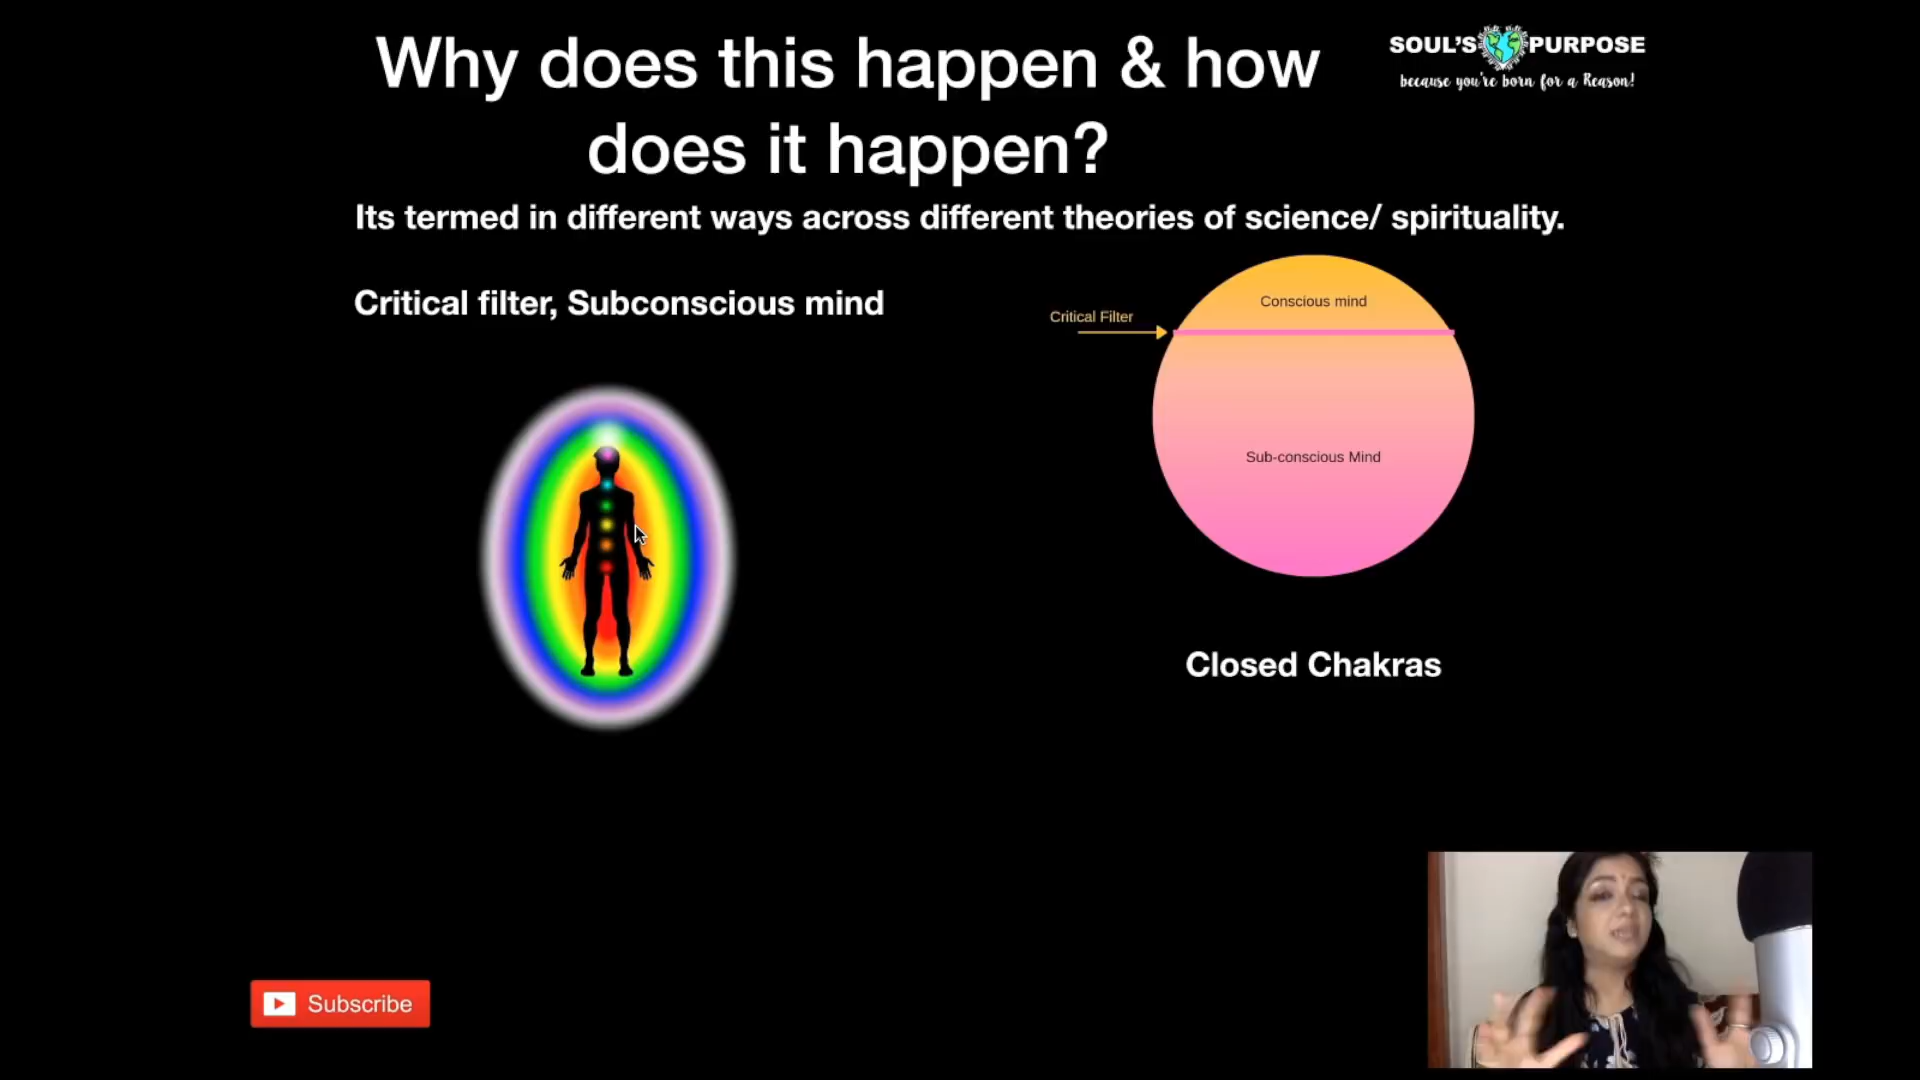 Why does this happen & how
does it happen?
SOUL'S PURPOSE
because you're born for a Reason!
Its termed in different ways across different theories of science/ spirituality.
Critical filter, Subconscious mind
Conscious mind
Critical Filter
Sub-conscious Mind
Closed Chakras
Subscribe